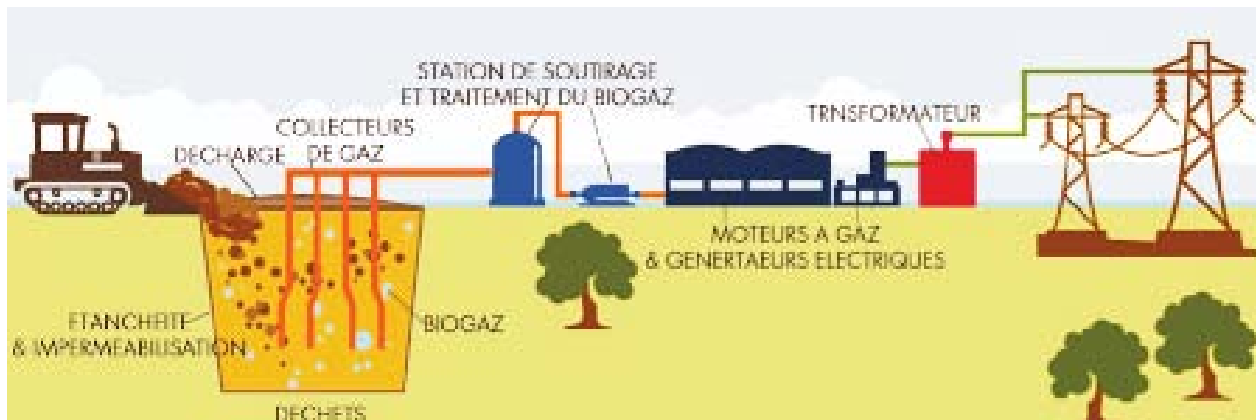 STATION DE SOUTIRAGE
ET TRAITEMENT DU BIOGAZ
TRNSFORMATEUR
COLLECTEURS
DE GAZ
DECHARGE
MOTEURS A GAZ
& GENERTAEURS ELECTRIQUES
ETANCHEITE
& IMPERMEABILISATION
BIOGAZ
DECHETS